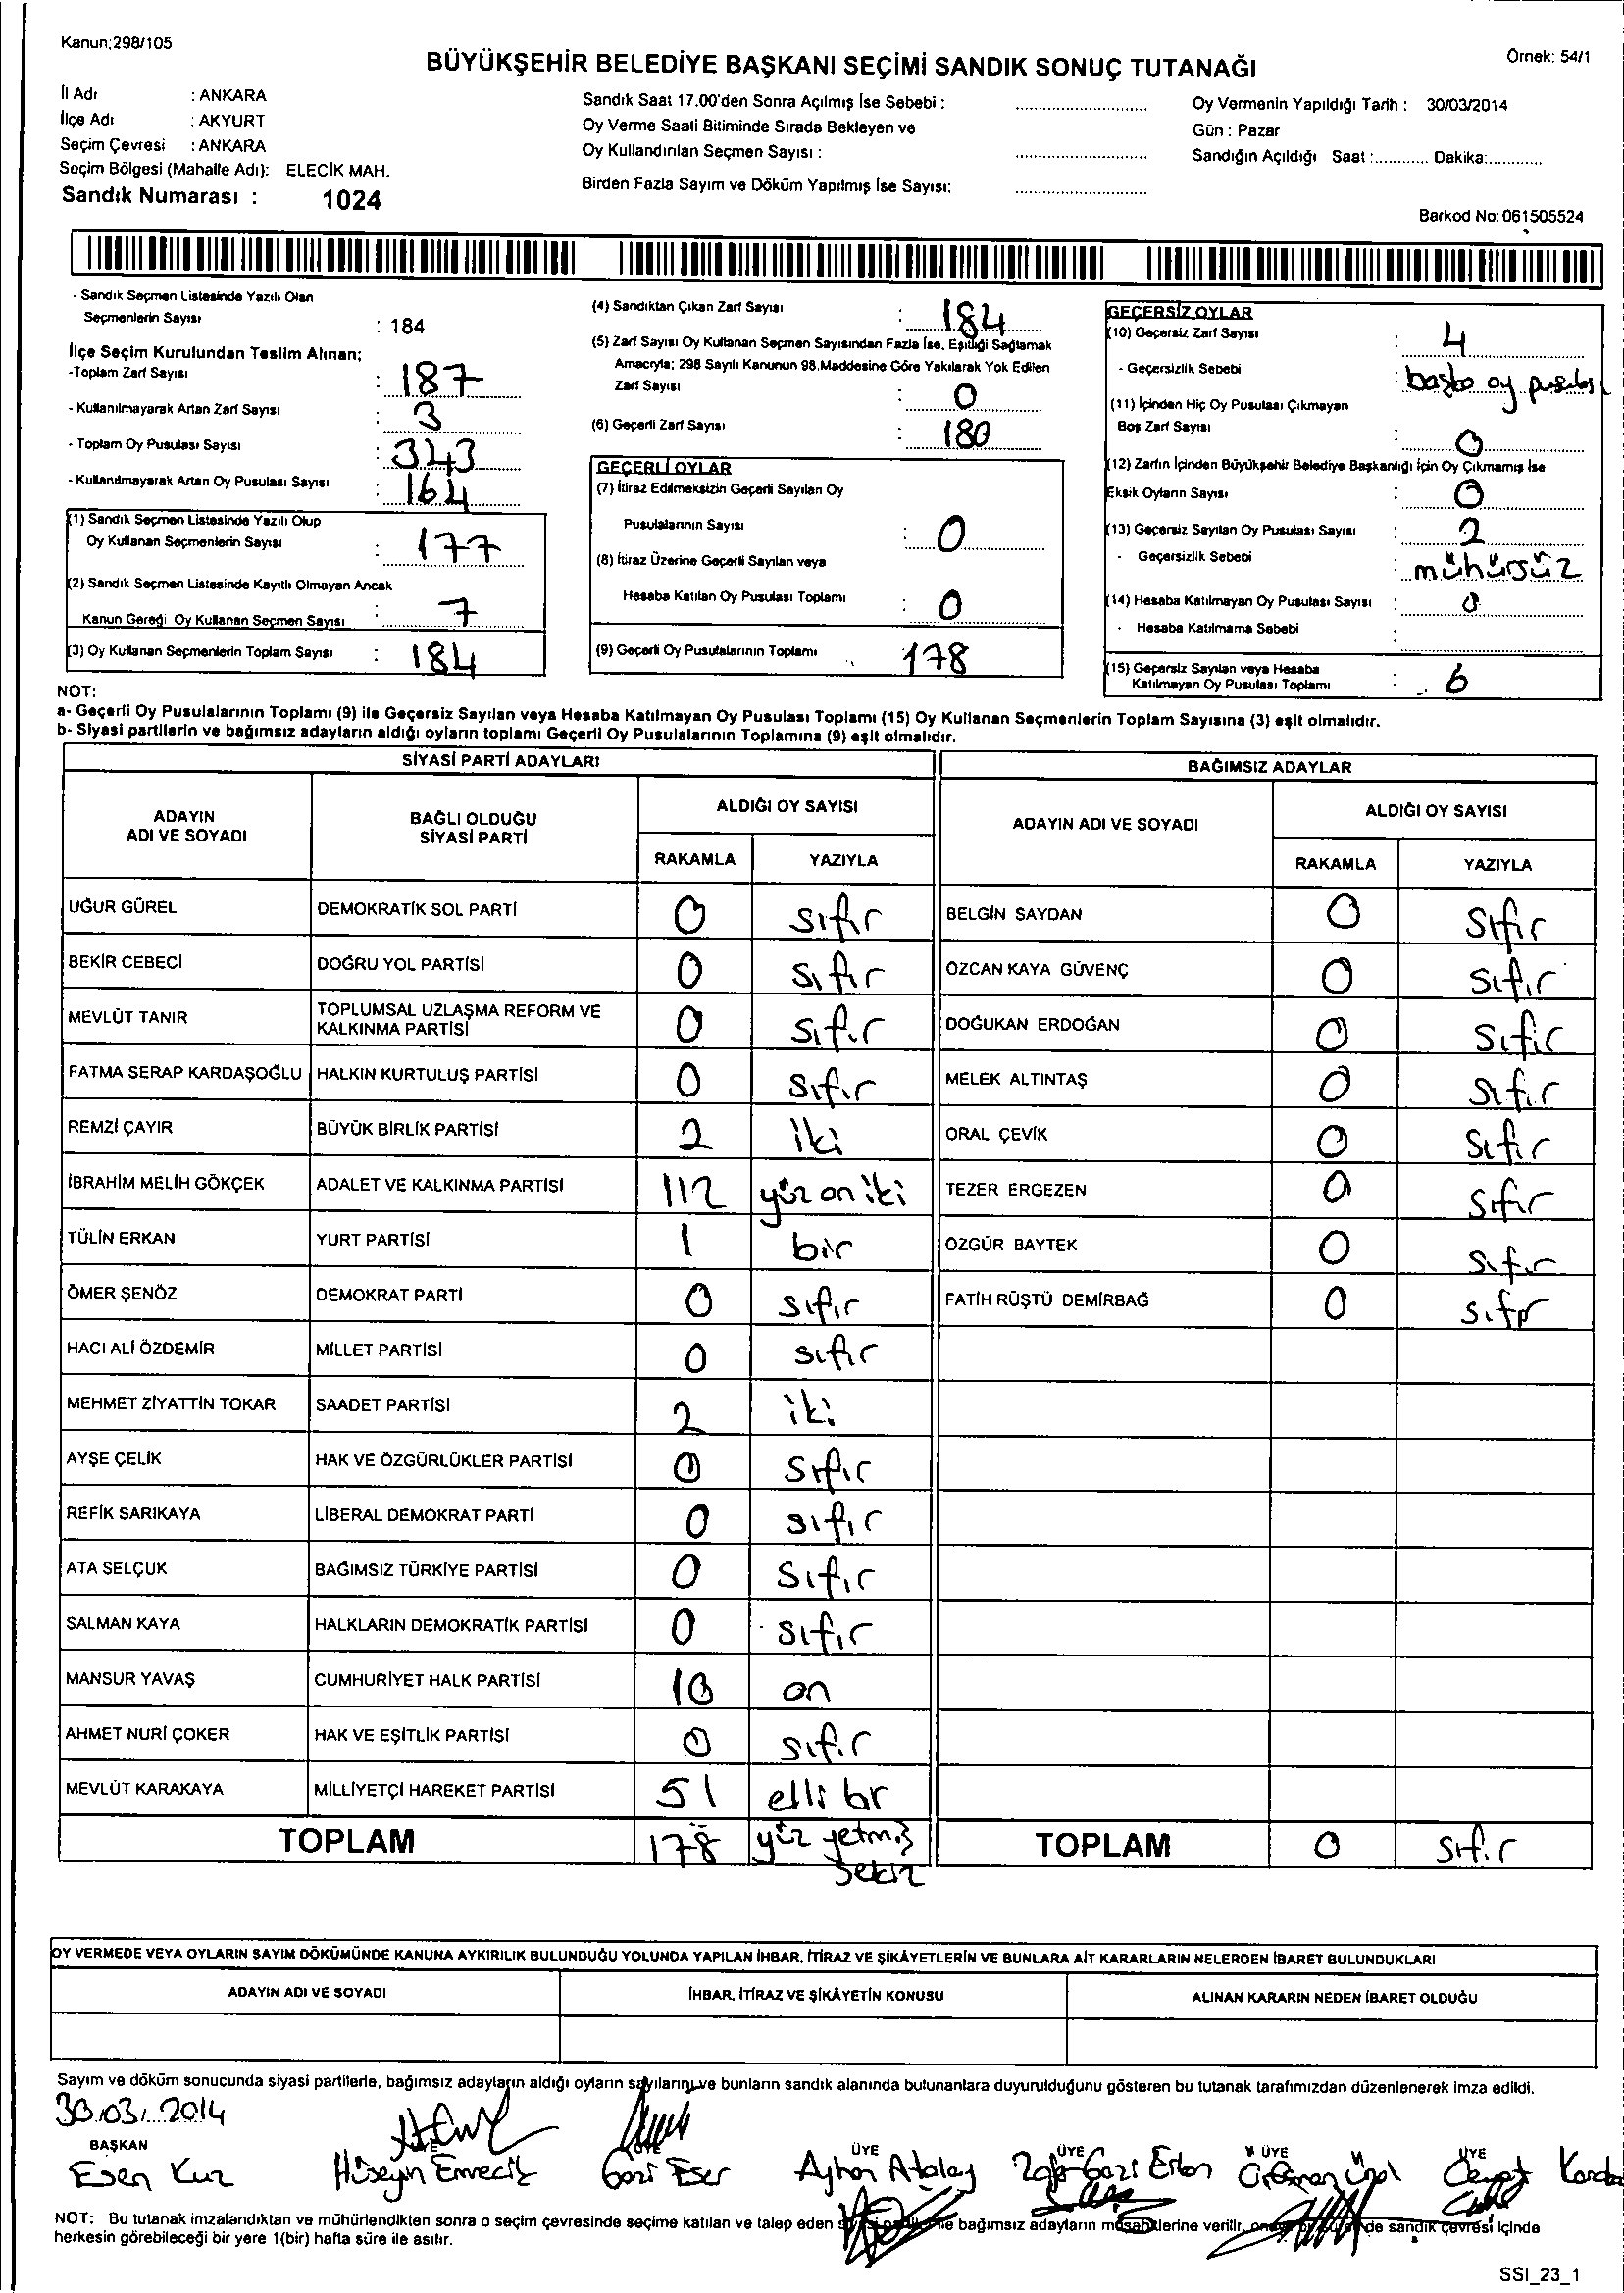 Kanun;298/105
BÜYÜKŞEHİR BELEDİYE BAŞKANI SEÇİMİ SANDIK SONUÇ TUTANAĞI
Örnek: 54/1
İl Adı : ANKARA
İlçe Adı : AKYURT
Seçim Çevresi : ANKARA
Seçim Bölgesi (Mahalle Adı): ELECİK MAH.
Sandık Numarası : 1024
Sandık Saat 17.00'den Sonra Açılmış İse Sebebi :
Oy Verme Saati Bitiminde Sırada Bekleyen ve
Oy Kullandırılan Seçmen Sayısı :
Birden Fazla Sayım ve Döküm Yapılmış İse Sayısı:
Oy Vermenin Yapıldığı Tarih : 30/03/2014
Gün : Pazar
Sandığın Açıldığı Saat :............ Dakika:............
Barkod No: 061505524
- Sandık Seçmen Listesinde Yazılı Olan
Seçmenlerin Sayısı : 184
İlçe Seçim Kurulundan Teslim Alınan;
-Toplam Zarf Sayısı : 187
- Kullanılmayarak Artan Zarf Sayısı : 3
- Toplam Oy Pusulası Sayısı : 343
- Kullanılmayarak Artan Oy Pusulası Sayısı : 164
(1) Sandık Seçmen Listesinde Yazılı Olup
Oy Kullanan Seçmenlerin Sayısı : 177
(2) Sandık Seçmen Listesinde Kayıtlı Olmayan Ancak
Kanun Gereği Oy Kullanan Seçmen Sayısı : 7
(3) Oy Kullanan Seçmenlerin Toplam Sayısı : 184
(4) Sandıktan Çıkan Zarf Sayısı : 184
(5) Zarf Sayısı Oy Kullanan Seçmen Sayısından Fazla İse, Eşitliği Sağlamak
Amacıyla; 298 Sayılı Kanunun 98.Maddesine Göre Yakılarak Yok Edilen
Zarf Sayısı : 0
(6) Geçerli Zarf Sayısı : 180
GEÇERLİ OYLAR
(7) İtiraz Edilmeksizin Geçerli Sayılan Oy
Pusulalarının Sayısı : 0
(8) İtiraz Üzerine Geçerli Sayılan veya
Hesaba Katılan Oy Pusulası Toplamı : 0
(9) Geçerli Oy Pusulalarının Toplamı : 178
GEÇERSİZ OYLAR
(10) Geçersiz Zarf Sayısı : 4
- Geçersizlik Sebebi : başka oy pusulası
(11) İçinden Hiç Oy Pusulası Çıkmayan
Boş Zarf Sayısı : 0
(12) Zarfın İçinden Büyükşehir Belediye Başkanlığı İçin Oy Çıkmamış İse
Eksik Oyların Sayısı : 0
(13) Geçersiz Sayılan Oy Pusulası Sayısı : 2
- Geçersizlik Sebebi : mühürsüz
(14) Hesaba Katılmayan Oy Pusulası Sayısı : 0
- Hesaba Katılmama Sebebi :
(15) Geçersiz Sayılan veya Hesaba
Katılmayan Oy Pusulası Toplamı : 6
NOT:
a- Geçerli Oy Pusulalarının Toplamı (9) ile Geçersiz Sayılan veya Hesaba Katılmayan Oy Pusulası Toplamı (15) Oy Kullanan Seçmenlerin Toplam Sayısına (3) eşit olmalıdır.
b- Siyasi partilerin ve bağımsız adayların aldığı oyların toplamı Geçerli Oy Pusulalarının Toplamına (9) eşit olmalıdır.
SİYASİ PARTİ ADAYLARI
ADAYIN ADI VE SOYADI BAĞLI OLDUĞU SİYASİ PARTİ ALDIĞI OY SAYISI
RAKAMLA YAZIYLA
UĞUR GÜREL DEMOKRATİK SOL PARTİ 0 sıfır
BEKİR CEBECİ DOĞRU YOL PARTİSİ 0 sıfır
MEVLÜT TANIR TOPLUMSAL UZLAŞMA REFORM VE KALKINMA PARTİSİ 0 sıfır
FATMA SERAP KARDAŞOĞLU HALKIN KURTULUŞ PARTİSİ 0 sıfır
REMZİ ÇAYIR BÜYÜK BİRLİK PARTİSİ 2 iki
İBRAHİM MELİH GÖKÇEK ADALET VE KALKINMA PARTİSİ 112 yüz on iki
TÜLİN ERKAN YURT PARTİSİ 1 bir
ÖMER ŞENÖZ DEMOKRAT PARTİ 0 sıfır
HACI ALİ ÖZDEMİR MİLLET PARTİSİ 0 sıfır
MEHMET ZİYATTİN TOKAR SAADET PARTİSİ 2 iki
AYŞE ÇELİK HAK VE ÖZGÜRLÜKLER PARTİSİ 0 sıfır
REFİK SARIKAYA LİBERAL DEMOKRAT PARTİ 0 sıfır
ATA SELÇUK BAĞIMSIZ TÜRKİYE PARTİSİ 0 sıfır
SALMAN KAYA HALKLARIN DEMOKRATİK PARTİSİ 0 sıfır
MANSUR YAVAŞ CUMHURİYET HALK PARTİSİ 10 on
AHMET NURİ ÇOKER HAK VE EŞİTLİK PARTİSİ 0 sıfır
MEVLÜT KARAKAYA MİLLİYETÇİ HAREKET PARTİSİ 51 elli bir
TOPLAM 178 yüz yetmiş sekiz
BAĞIMSIZ ADAYLAR
ADAYIN ADI VE SOYADI ALDIĞI OY SAYISI
RAKAMLA YAZIYLA
BELGİN SAYDAN 0 sıfır
ÖZCAN KAYA GÜVENÇ 0 sıfır
DOĞUKAN ERDOĞAN 0 sıfır
MELEK ALTINTAŞ 0 sıfır
ORAL ÇEVİK 0 sıfır
TEZER ERGEZEN 0 sıfır
ÖZGÜR BAYTEK 0 sıfır
FATİH RÜŞTÜ DEMİRBAĞ 0 sıfır
TOPLAM 0 sıfır
OY VERMEDE VEYA OYLARIN SAYIM DÖKÜMÜNDE KANUNA AYKIRILIK BULUNDUĞU YOLUNDA YAPILAN İHBAR, İTİRAZ VE ŞİKÂYETLERİN VE BUNLARA AİT KARARLARIN NELERDEN İBARET BULUNDUKLARI
ADAYIN ADI VE SOYADI İHBAR, İTİRAZ VE ŞİKÂYETİN KONUSU ALINAN KARARIN NEDEN İBARET OLDUĞU
Sayım ve döküm sonucunda siyasi partilerle, bağımsız adayların aldığı oyların sayılarını ve bunların sandık alanında bulunanlara duyurulduğunu gösteren bu tutanak tarafımızdan düzenlenerek imza edildi.
30.03.2014
BAŞKAN ÜYE ÜYE ÜYE ÜYE
Esen Kuz Hüseyin Emrecik Gazi Eser Ayhan Atalay Gazi
NOT: Bu tutanak imzalandıktan ve mühürlendikten sonra o seçim çevresinde seçime katılan ve talep eden bağımsız adayların müşahitlerine verilir, sandık çevresi içinde
herkesin görebileceği bir yere 1(bir) hafta süre ile asılır.
SSI_23_1